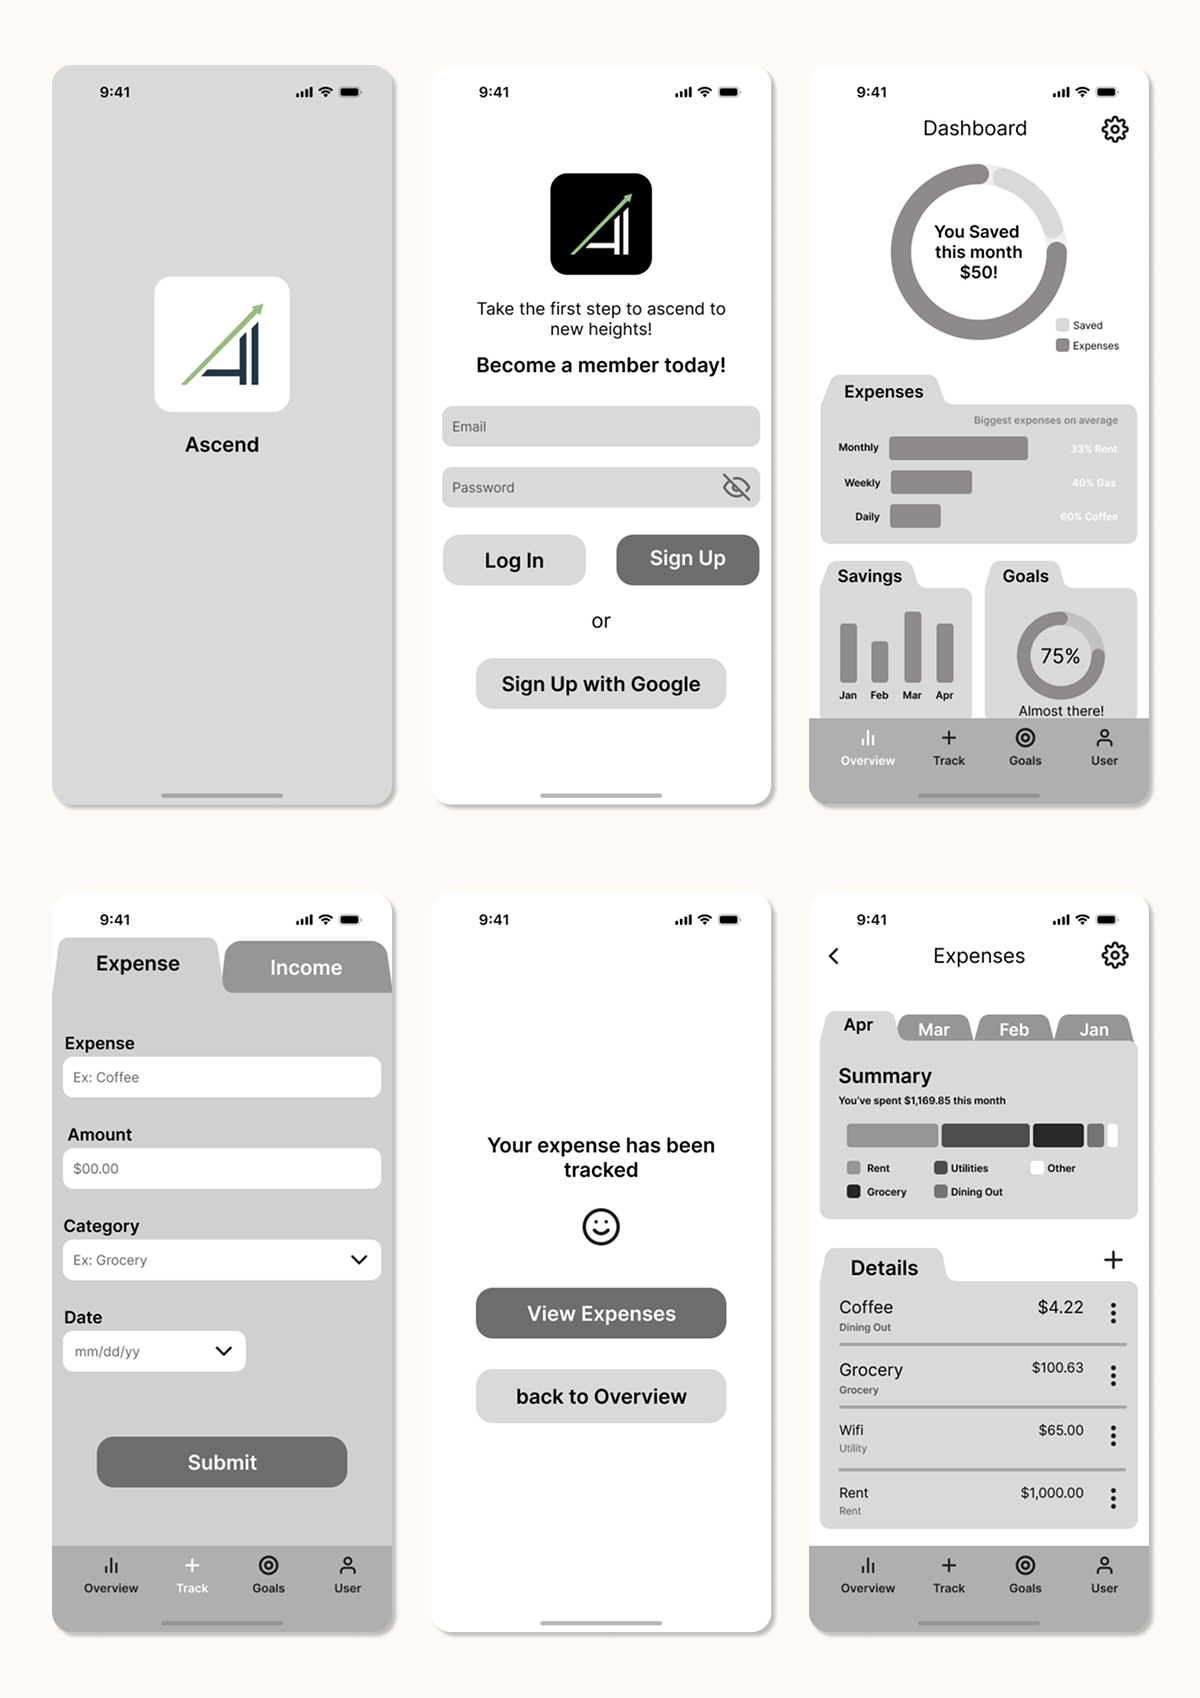 9:41
Ascend
9:41
Take the first step to ascend to
new heights!
Become a member today!
Email
Password
Log In
Sign Up
or
Sign Up with Google
9:41
Dashboard
You Saved
this month
$50!
Saved
Expenses
Expenses
Biggest expenses on average
Monthly
33% Rent
Weekly
40% Gas
Daily
60% Coffee
Savings
Jan Feb Mar Apr
Goals
75%
Almost there!
Overview Track Goals User
9:41
Expense
Income
Expense
Ex: Coffee
Amount
$00.00
Category
Ex: Grocery
Date
mm/dd/yy
Submit
Overview Track Goals User
9:41
Your expense has been
tracked
View Expenses
back to Overview
9:41
Expenses
Apr Mar Feb Jan
Summary
You've spent $1,169.85 this month
Rent Utilities Other
Grocery Dining Out
Details
Coffee $4.22
Dining Out
Grocery $100.63
Grocery
Wifi $65.00
Utility
Rent $1,000.00
Rent
Overview Track Goals User